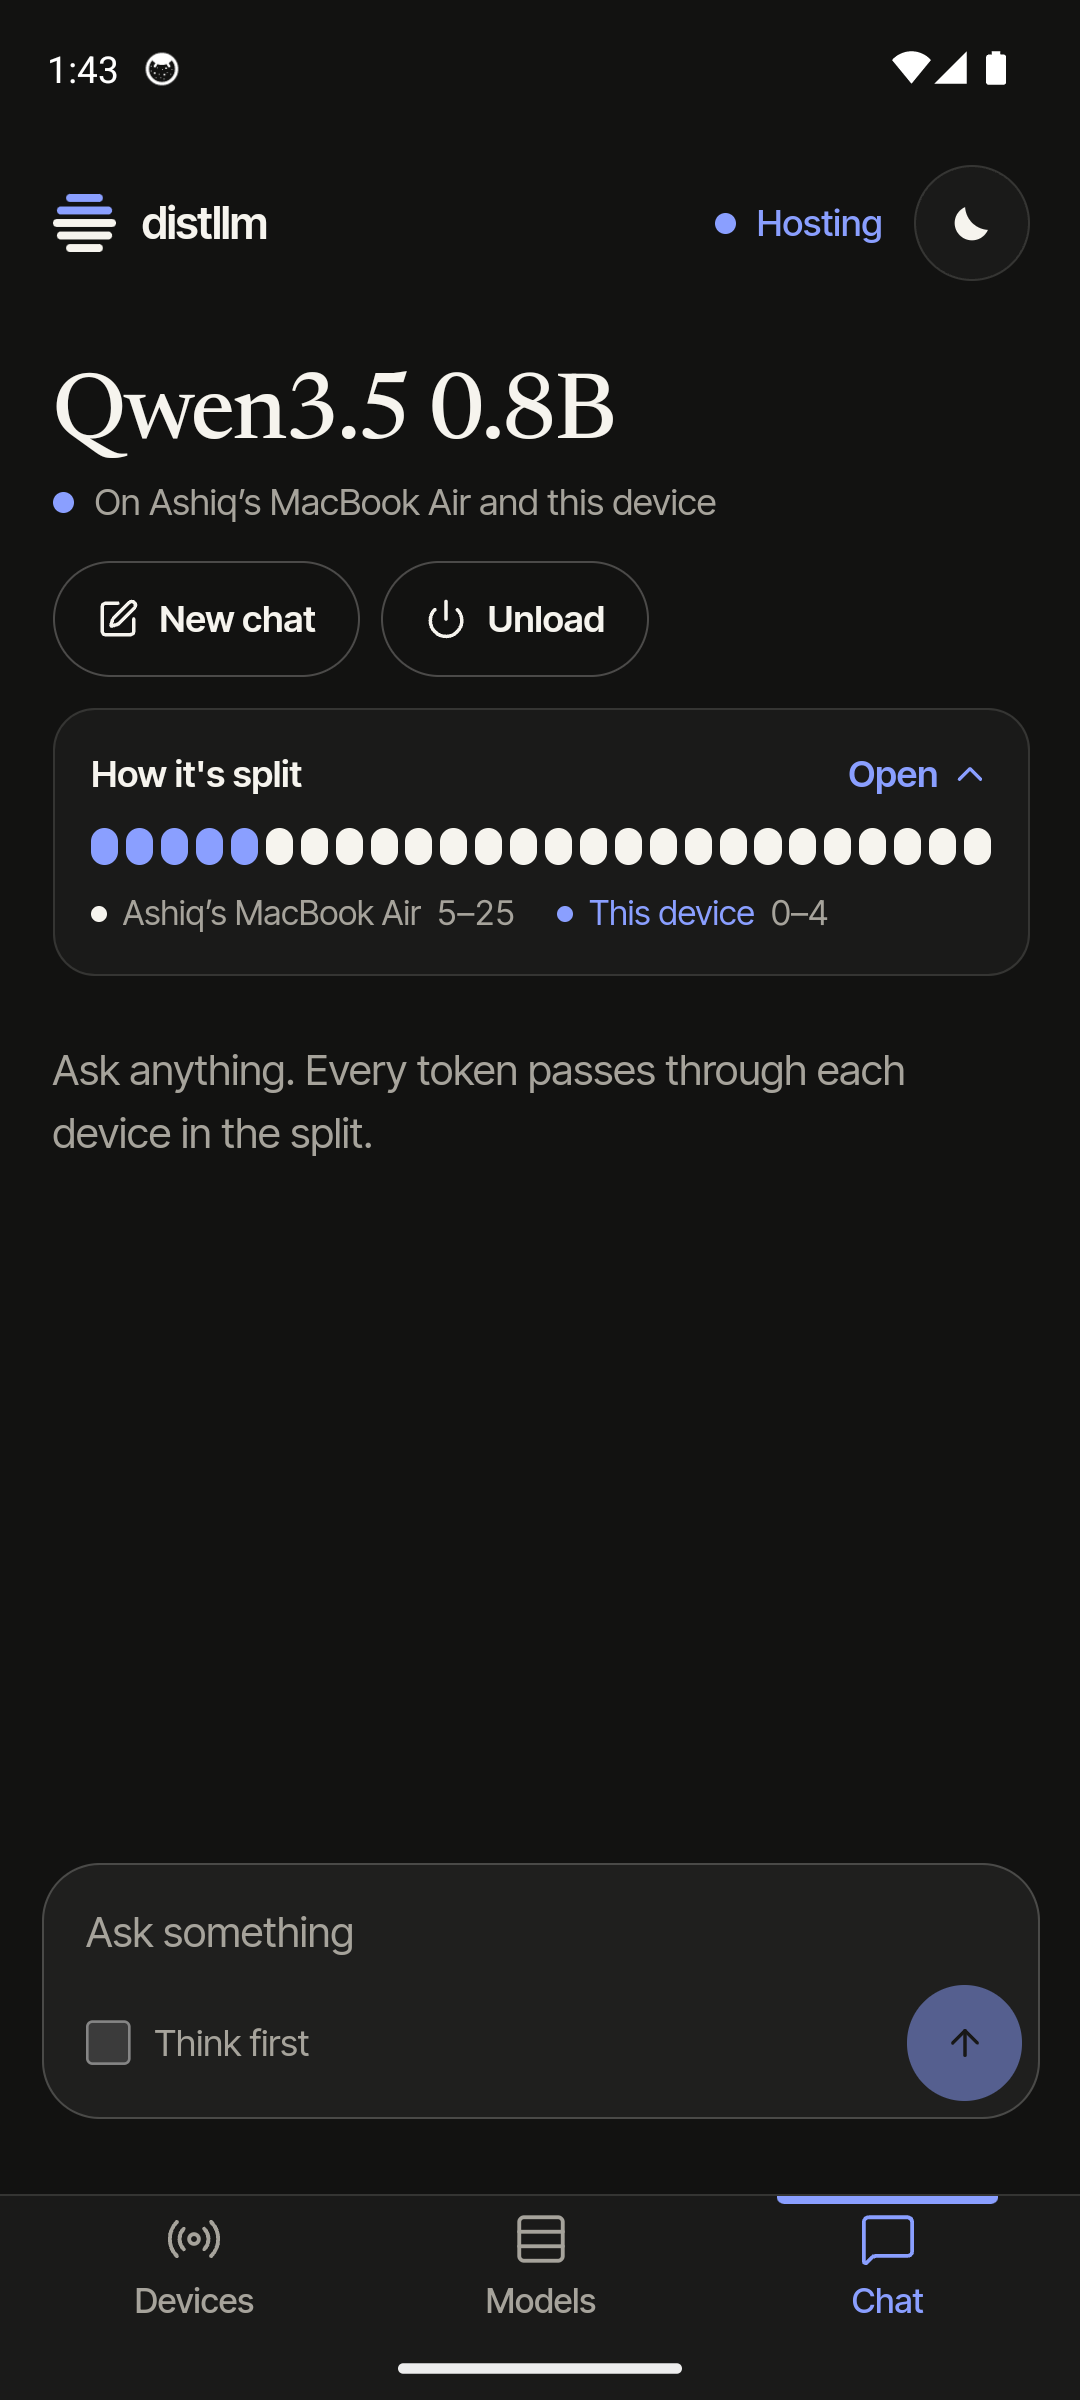 1:43
distllm
Hosting
Qwen3.5 0.8B
On Ashiq’s MacBook Air and this device
New chat
Unload
How it's split
Open
Ashiq’s MacBook Air 5–25
This device 0–4
Ask anything. Every token passes through each
device in the split.
Ask something
Think first
Devices
Models
Chat